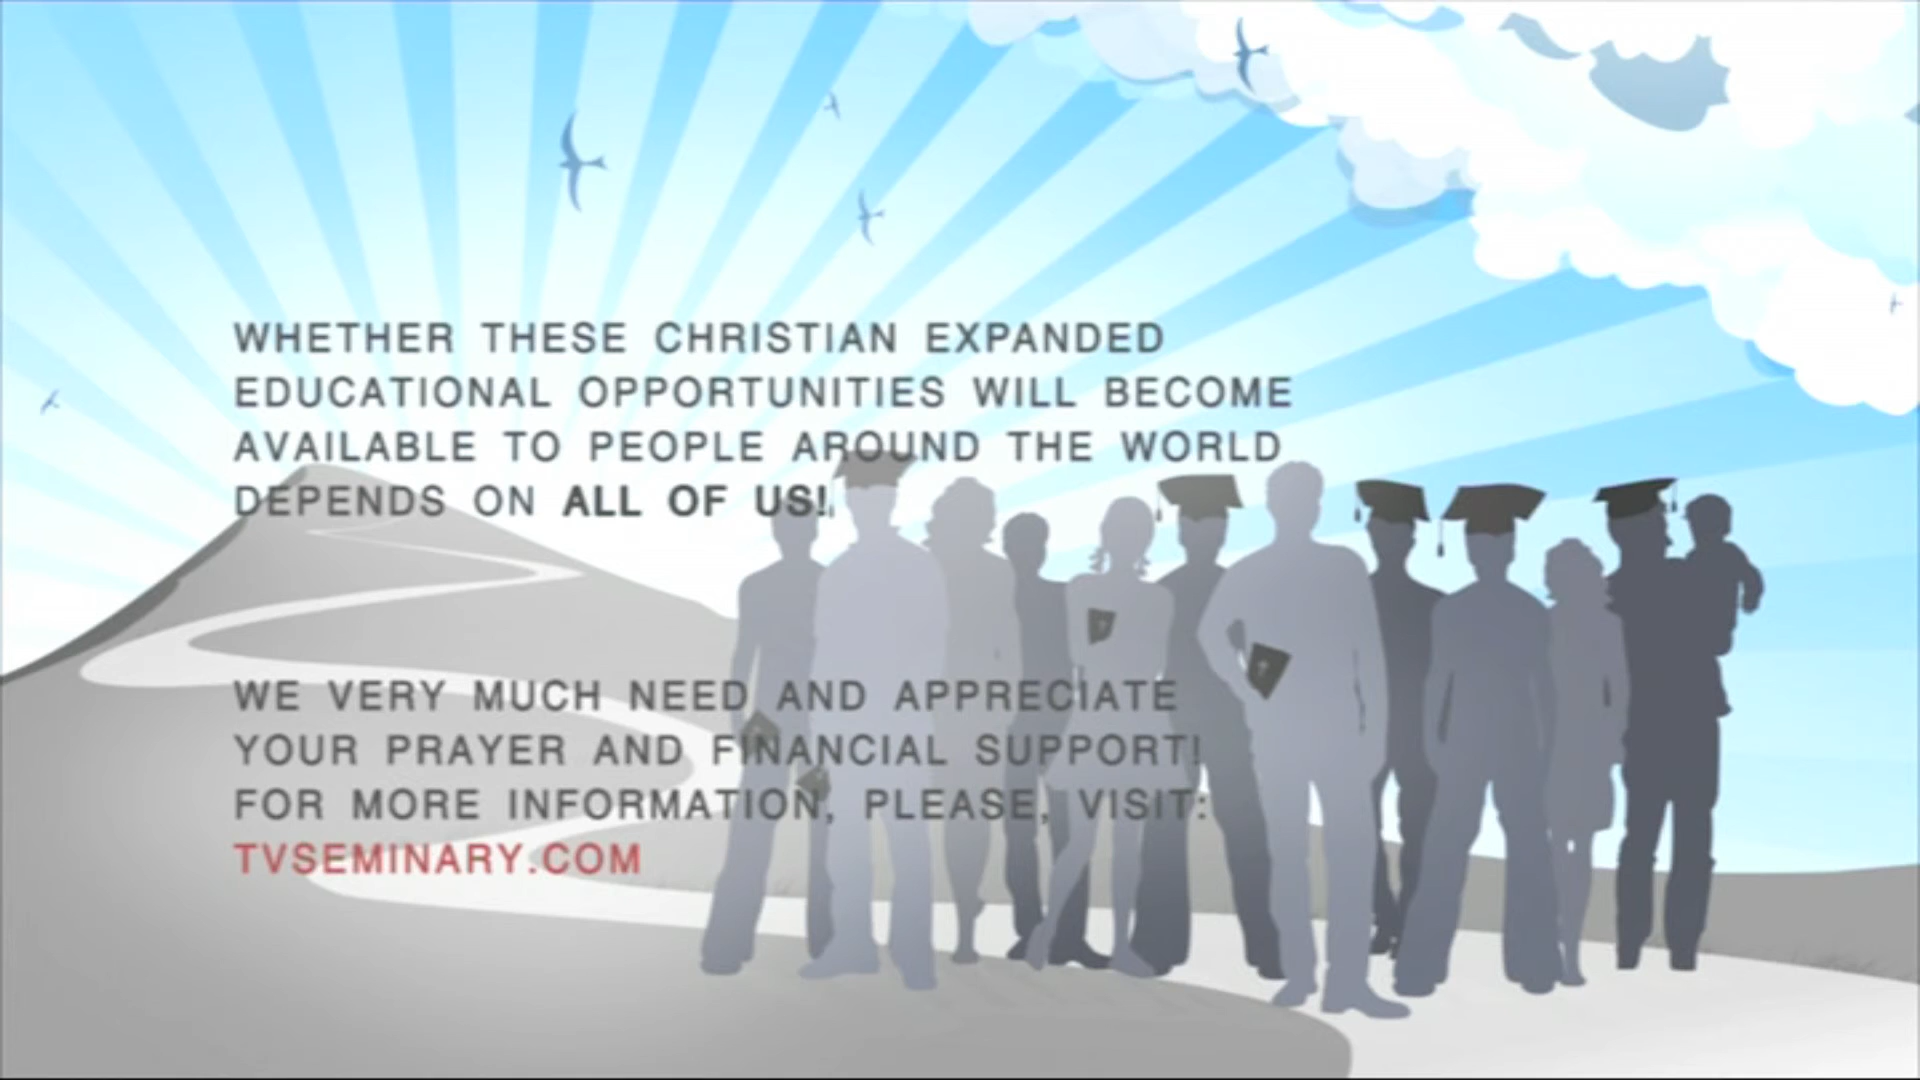 WHETHER THESE CHRISTIAN EXPANDED
EDUCATIONAL OPPORTUNITIES WILL BECOME
AVAILABLE TO PEOPLE AROUND THE WORLD
DEPENDS ON ALL OF US!
WE VERY MUCH NEED AND APPRECIATE
YOUR PRAYER AND FINANCIAL SUPPORT!
FOR MORE INFORMATION, PLEASE, VISIT:
TVSEMINARY.COM